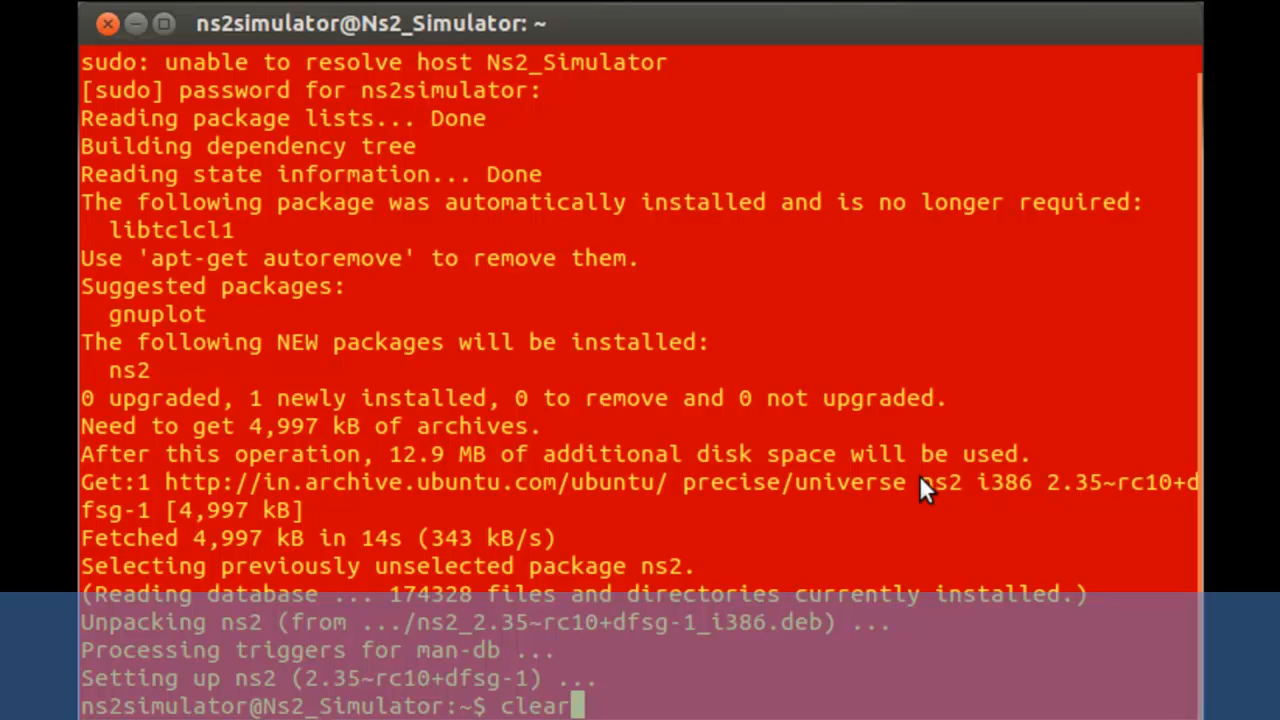 ns2simulator@Ns2_Simulator: ~
sudo: unable to resolve host Ns2_Simulator
[sudo] password for ns2simulator:
Reading package lists... Done
Building dependency tree
Reading state information... Done
The following package was automatically installed and is no longer required:
  libtclcl1
Use 'apt-get autoremove' to remove them.
Suggested packages:
  gnuplot
The following NEW packages will be installed:
  ns2
0 upgraded, 1 newly installed, 0 to remove and 0 not upgraded.
Need to get 4,997 kB of archives.
After this operation, 12.9 MB of additional disk space will be used.
Get:1 http://in.archive.ubuntu.com/ubuntu/ precise/universe ns2 i386 2.35~rc10+d
fsg-1 [4,997 kB]
Fetched 4,997 kB in 14s (343 kB/s)
Selecting previously unselected package ns2.
(Reading database ... 174328 files and directories currently installed.)
Unpacking ns2 (from .../ns2_2.35~rc10+dfsg-1_i386.deb) ...
Processing triggers for man-db ...
Setting up ns2 (2.35~rc10+dfsg-1) ...
ns2simulator@Ns2_Simulator:~$ clear